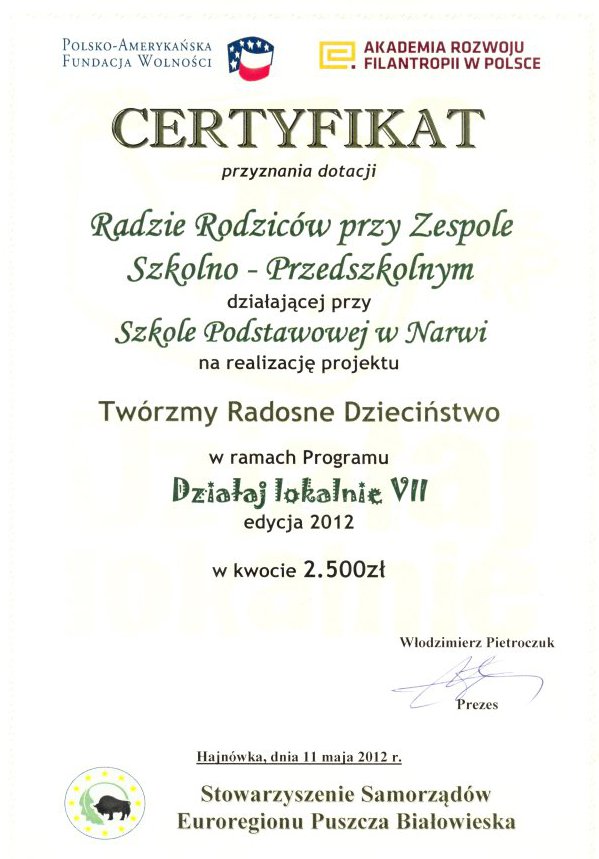 Polsko-Amerykańska
Fundacja Wolności
AKADEMIA ROZWOJU
FILANTROPII W POLSCE
CERTYFIKAT
przyznania dotacji
Radzie Rodziców przy Zespole
Szkolno - Przedszkolnym
działającej przy
Szkole Podstawowej w Narwi
na realizację projektu
Twórzmy Radosne Dzieciństwo
w ramach Programu
Działaj lokalnie VII
edycja 2012
w kwocie 2.500zł
Włodzimierz Pietroczuk
Prezes
Hajnówka, dnia 11 maja 2012 r.
Stowarzyszenie Samorządów
Euroregionu Puszcza Białowieska